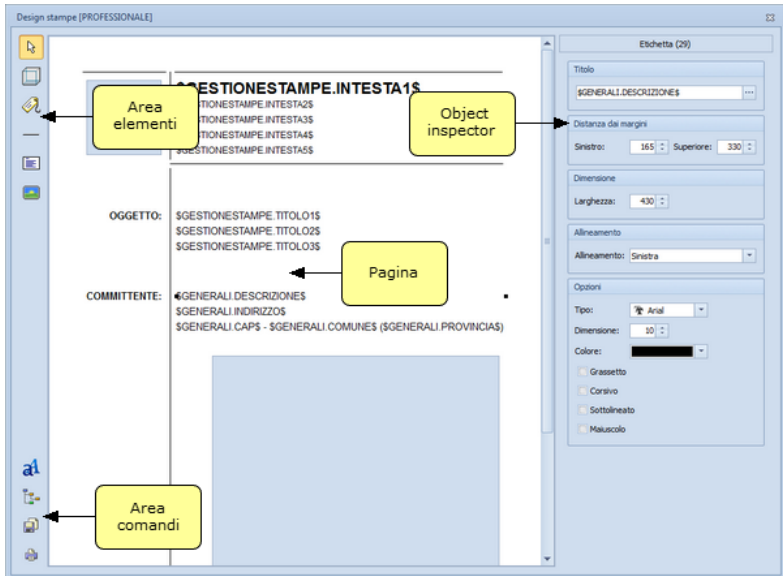 Design stampe [PROFESSIONALE]
Etichetta (29)
Titolo
$GENERALI.DESCRIZIONE$
Distanza dai margini
Sinistro: 165 Superiore: 330
Dimensione
Larghezza: 430
Allineamento
Allineamento: Sinistra
Opzioni
Tipo: Arial
Dimensione: 10
Colore:
Grassetto
Corsivo
Sottolineato
Maiuscolo
Area
elementi
Object
inspector
Pagina
Area
comandi
$GESTIONESTAMPE.INTESTA1$
GESTIONESTAMPE.INTESTA2$
GESTIONESTAMPE.INTESTA3$
GESTIONESTAMPE.INTESTA4$
$GESTIONESTAMPE.INTESTA5$
OGGETTO: $GESTIONESTAMPE.TITOLO1$
$GESTIONESTAMPE.TITOLO2$
$GESTIONESTAMPE.TITOLO3$
COMMITTENTE: $GENERALI.DESCRIZIONE$
$GENERALI.INDIRIZZO$
$GENERALI.CAP$ - $GENERALI.COMUNE$ ($GENERALI.PROVINCIA$)